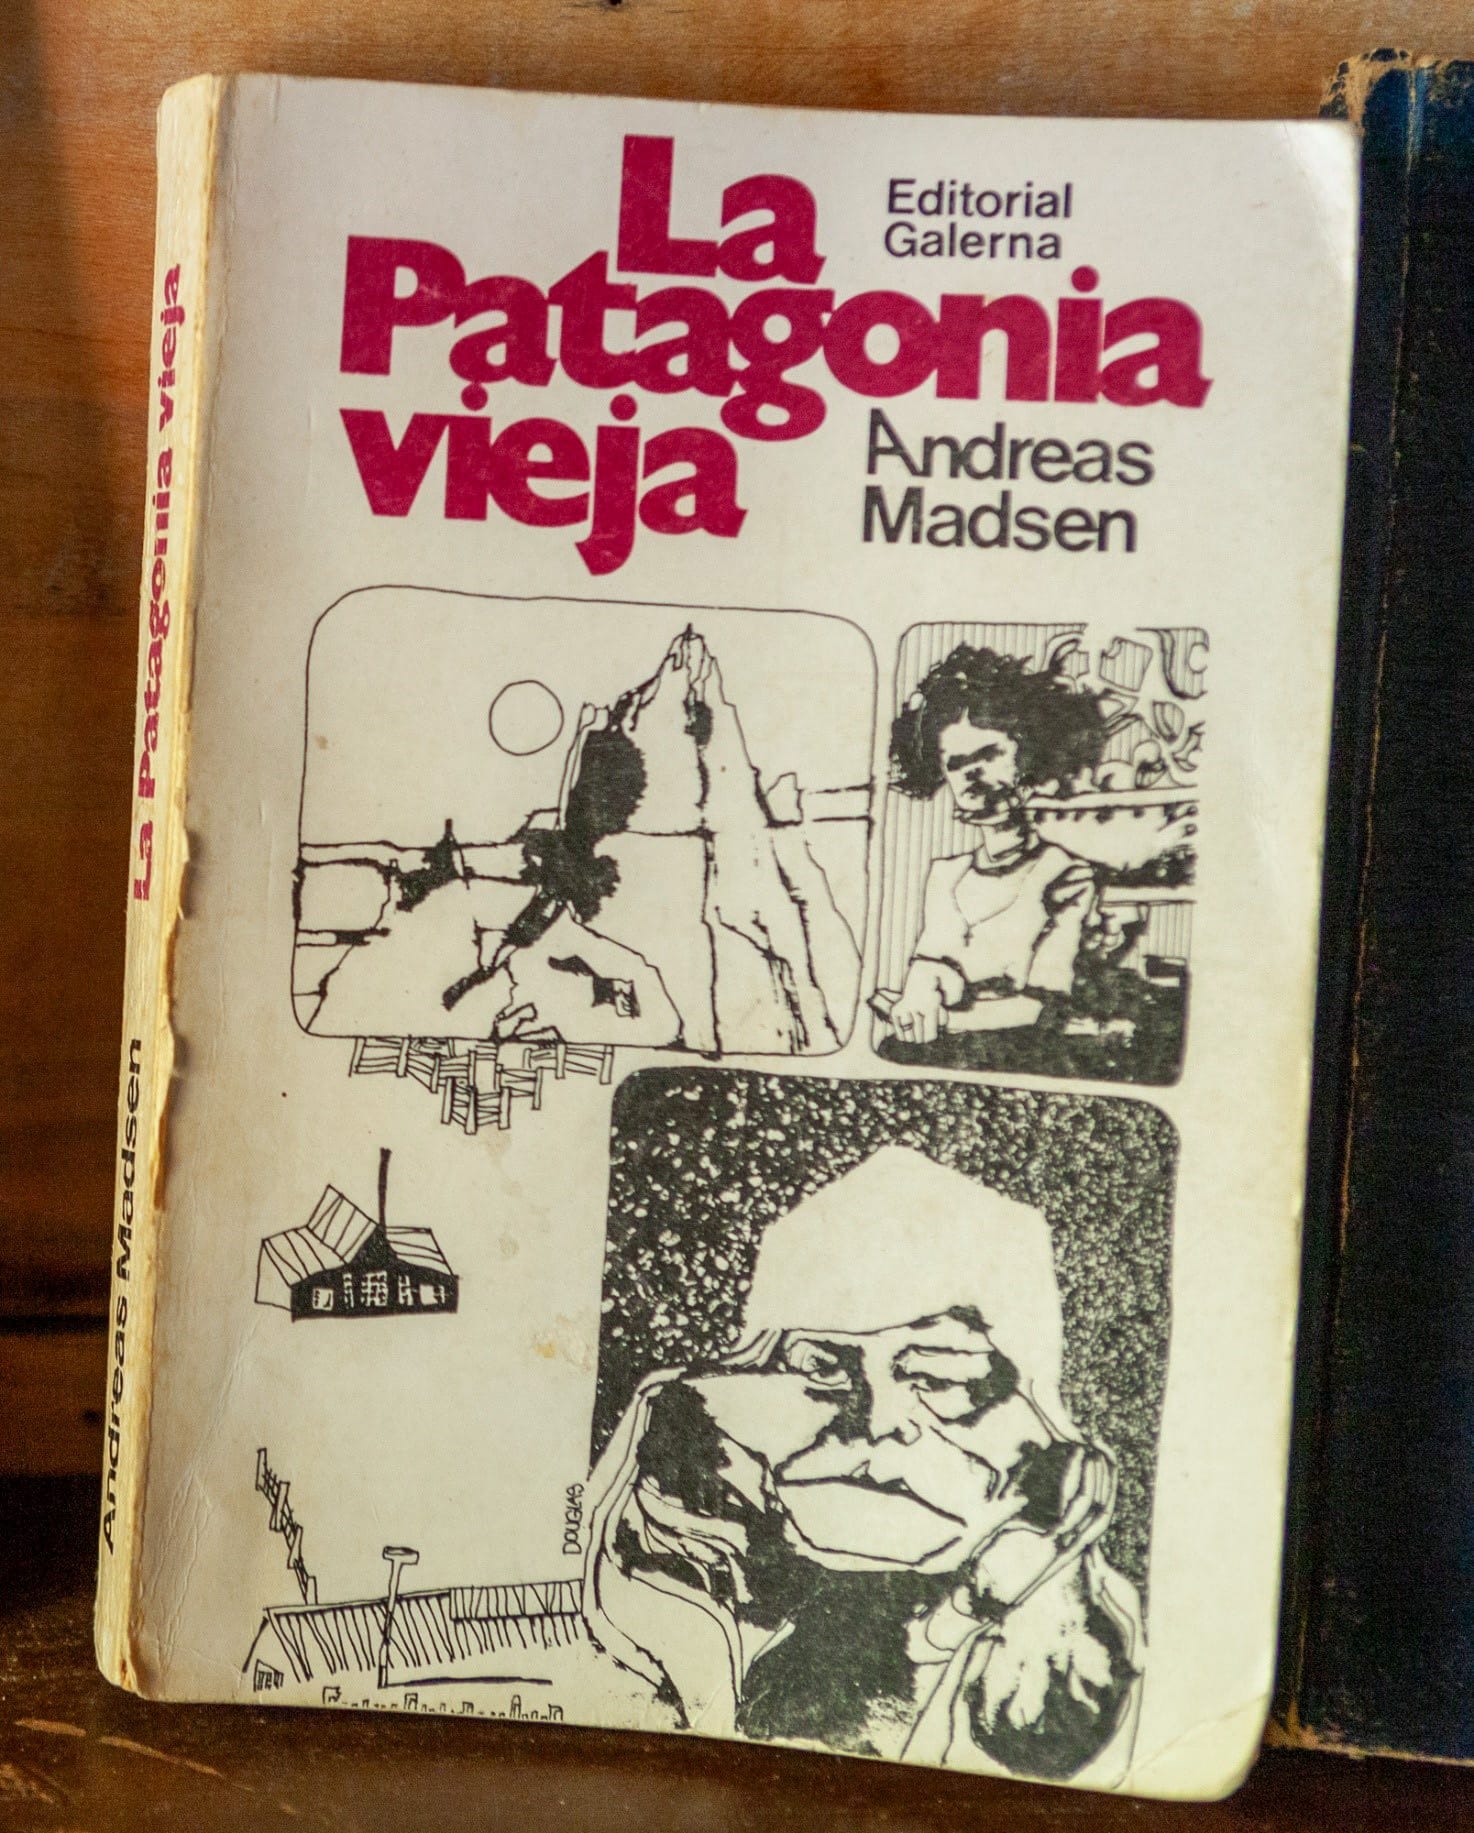 La
Patagonia
vieja
Editorial
Galerna
Andreas
Madsen
DOUGLAS
La Patagonia vieja
Andreas Madsen